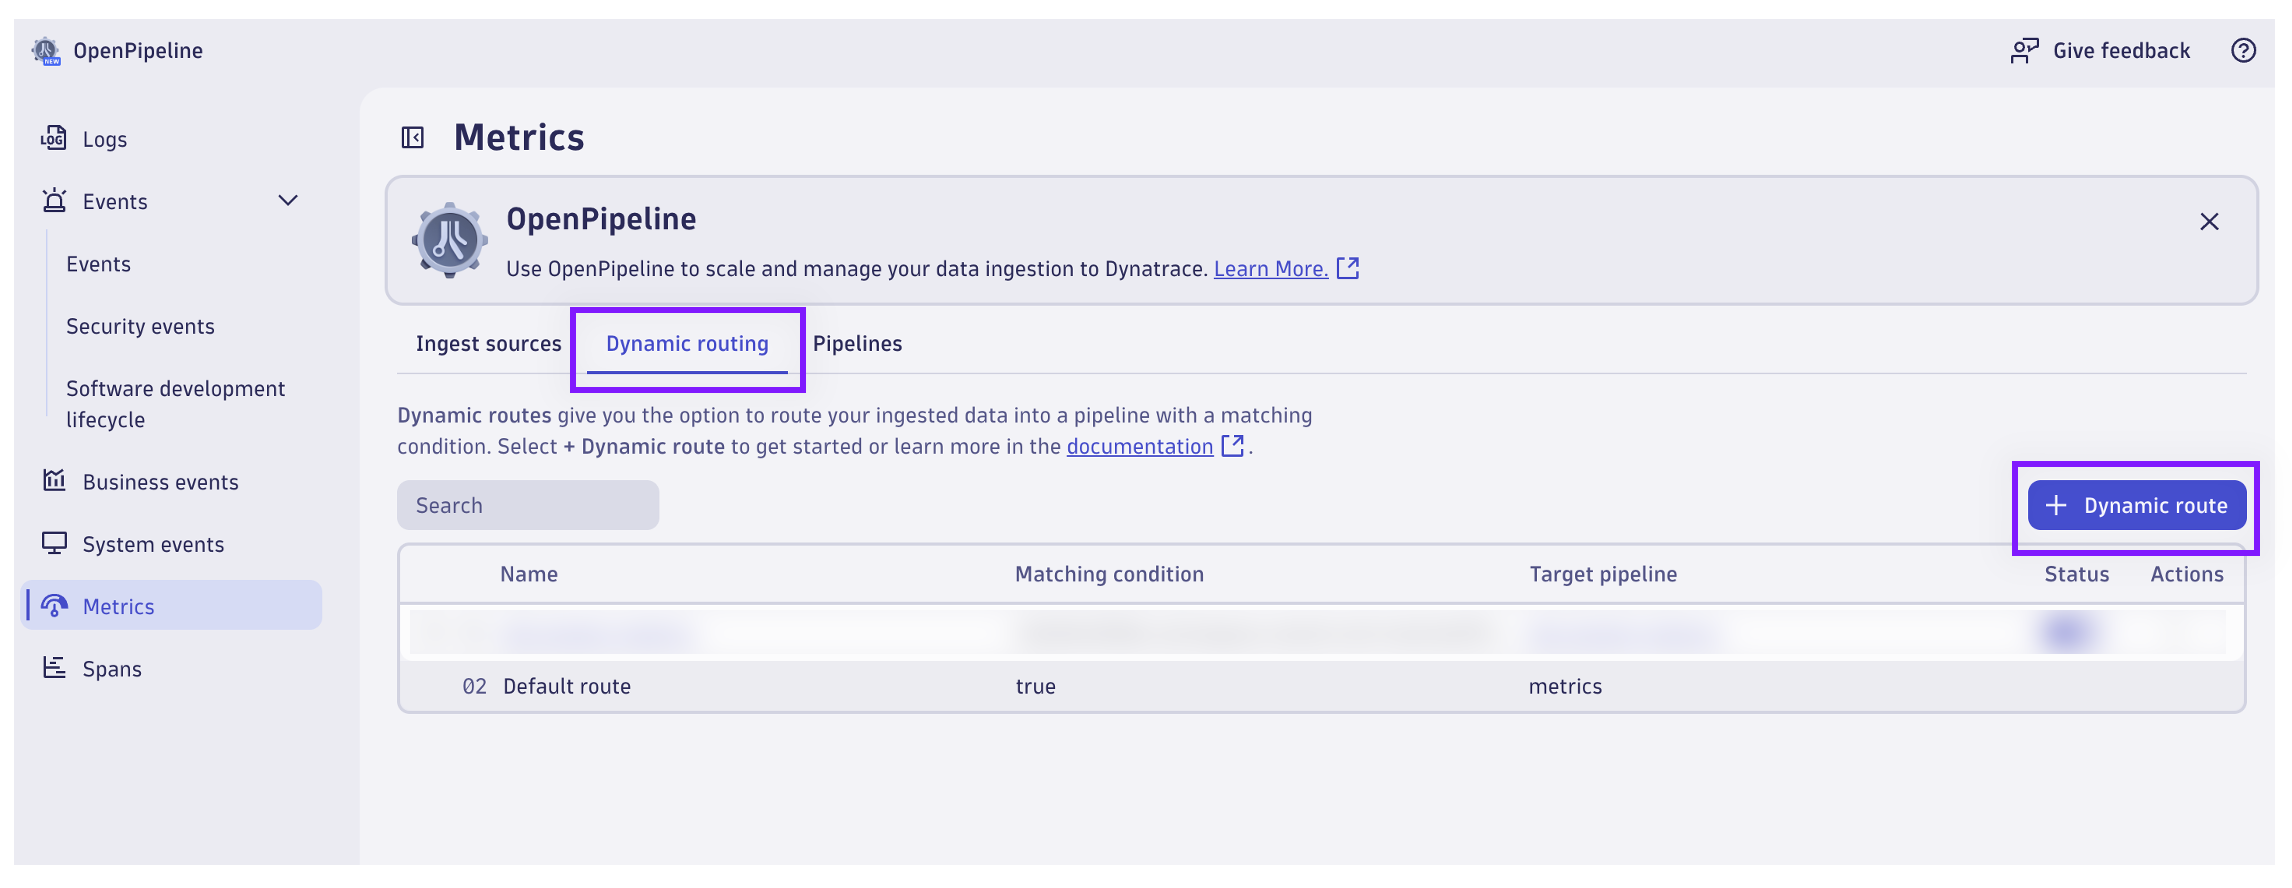 OpenPipeline
NEW
Give feedback
Logs
LOG
Events
Events
Security events
Software development
lifecycle
Business events
System events
Metrics
Spans
Metrics
OpenPipeline
Use OpenPipeline to scale and manage your data ingestion to Dynatrace. Learn More.
Ingest sources Dynamic routing Pipelines
Dynamic routes give you the option to route your ingested data into a pipeline with a matching
condition. Select + Dynamic route to get started or learn more in the documentation .
Search
+ Dynamic route
Name Matching condition Target pipeline Status Actions
02 Default route true metrics